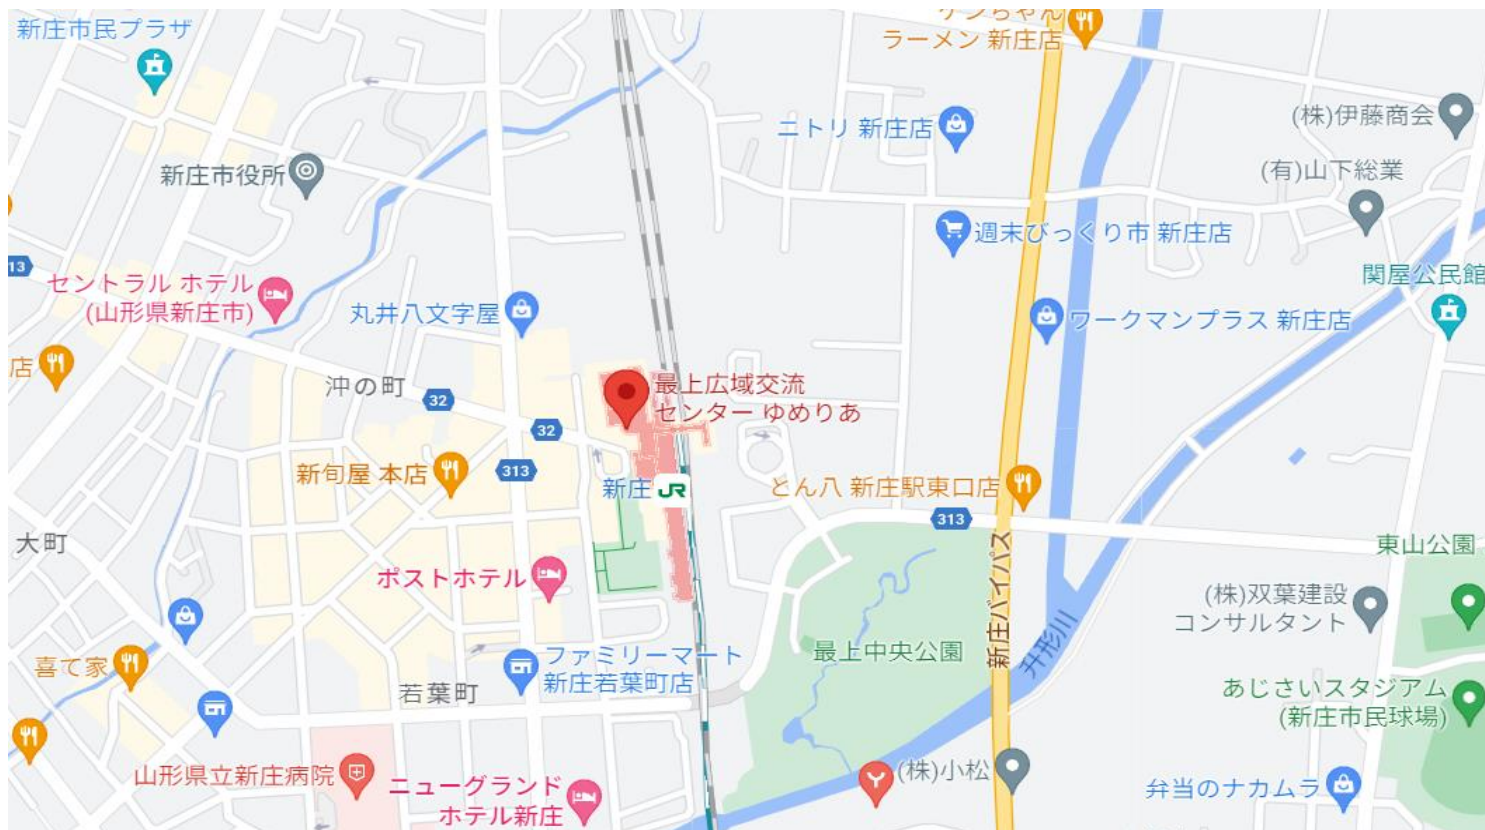 新庄市民プラザ
ケンちゃん
ラーメン 新庄店
ニトリ 新庄店
(株)伊藤商会
新庄市役所
(有)山下総業
週末びっくり市 新庄店
13
セントラル ホテル
(山形県新庄市)
関屋公民館
丸井八文字屋
ワークマンプラス 新庄店
店
沖の町
32
最上広域交流
センター ゆめりあ
32
新旬屋 本店
313
新庄 JR
とん八 新庄駅東口店
313
大町
東山公園
ポストホテル
新庄バイパス
(株)双葉建設
コンサルタント
升形川
最上中央公園
喜て家
ファミリーマート
新庄若葉町店
若葉町
あじさいスタジアム
(新庄市民球場)
山形県立新庄病院
ニューグランド
ホテル新庄
(株)小松
弁当のナカムラ